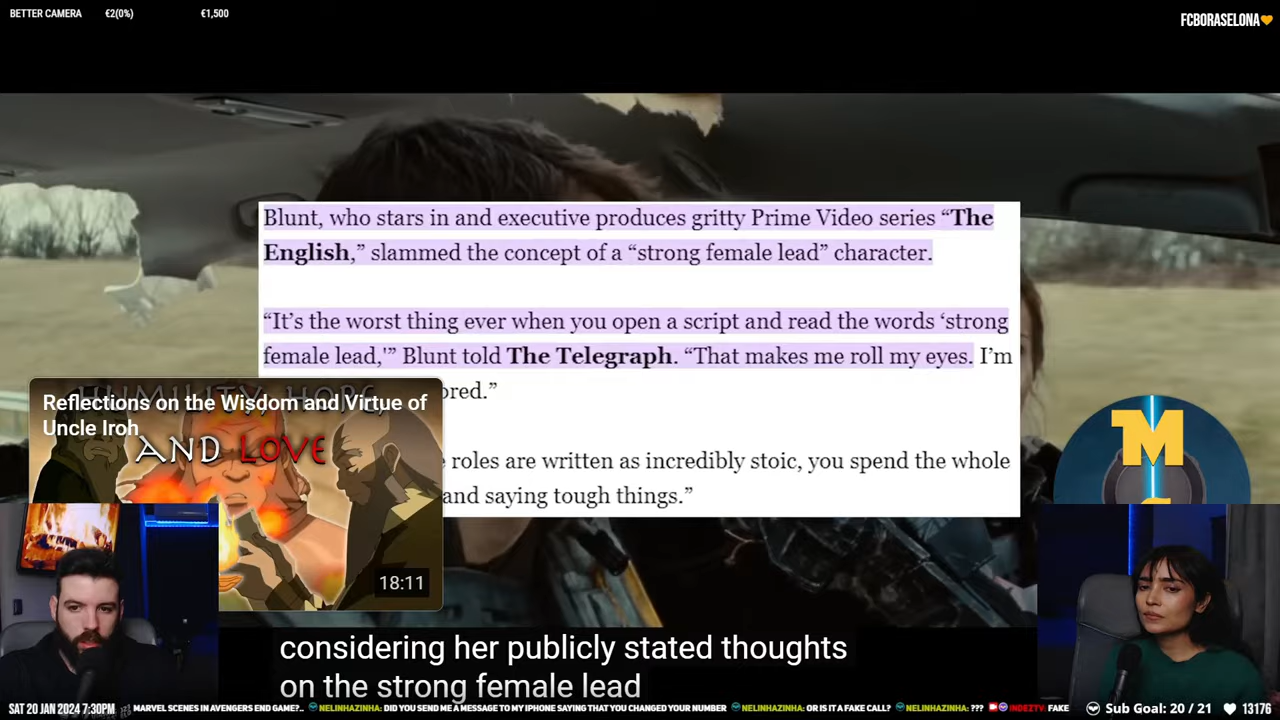 BETTER CAMERA €2(0%) €1,500
FCBORASELONA🧡
Blunt, who stars in and executive produces gritty Prime Video series “The
English,” slammed the concept of a “strong female lead” character.
“It’s the worst thing ever when you open a script and read the words ‘strong
female lead,'” Blunt told The Telegraph. “That makes me roll my eyes. I’m
ored.”
roles are written as incredibly stoic, you spend the whole
and saying tough things.”
HUMILITY, HOPE,
Reflections on the Wisdom and Virtue of
Uncle Iroh
AND LOVE
18:11
M
considering her publicly stated thoughts
on the strong female lead
SAT 20 JAN 2024 7:30PM MARVEL SCENES IN AVENGERS END GAME?.. NELINHAZINHA: DID YOU SEND ME A MESSAGE TO MY IPHONE SAYING THAT YOU CHANGED YOUR NUMBER NELINHAZINHA: OR IS IT A FAKE CALL? NELINHAZINHA: ??? INDEZTV: FAKE Sub Goal: 20 / 21 13176